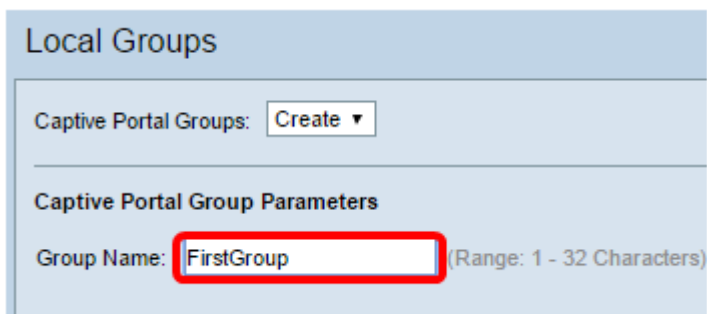 Local Groups
Captive Portal Groups: Create ▼
Captive Portal Group Parameters
Group Name: FirstGroup (Range: 1 - 32 Characters)